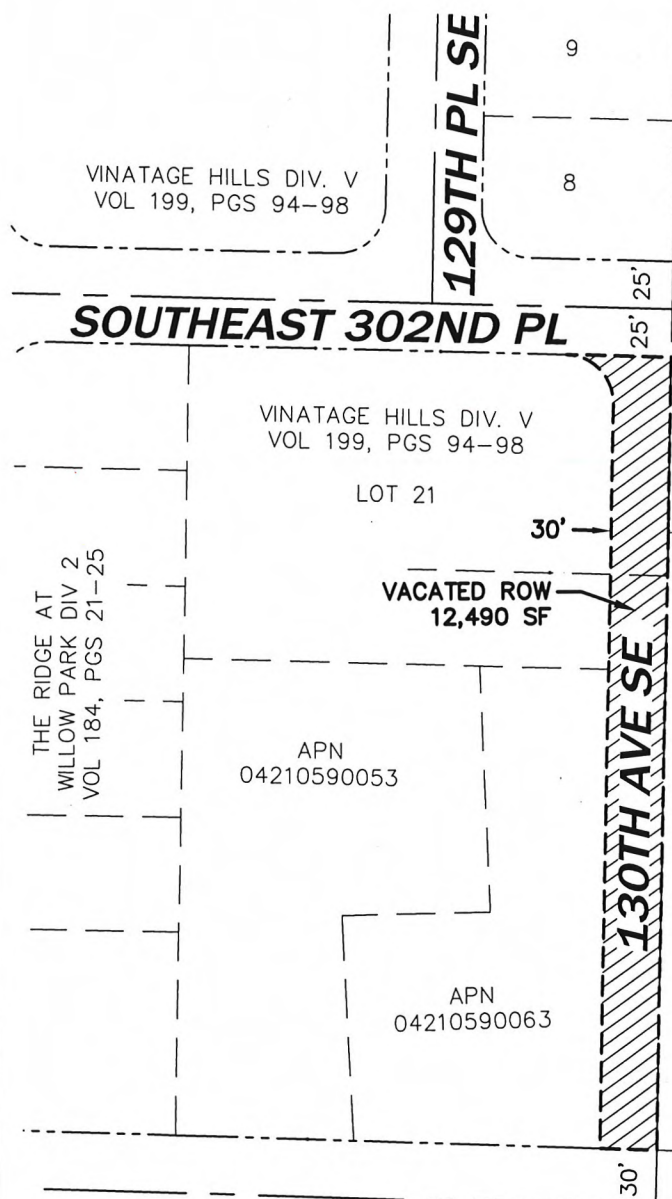 129TH PL SE
9
8
VINATAGE HILLS DIV. V
VOL 199, PGS 94-98
25'
25'
SOUTHEAST 302ND PL
VINATAGE HILLS DIV. V
VOL 199, PGS 94-98
LOT 21
30'
VACATED ROW
12,490 SF
THE RIDGE AT
WILLOW PARK DIV 2
VOL 184, PGS 21-25
130TH AVE SE
APN
04210590053
APN
04210590063
30'